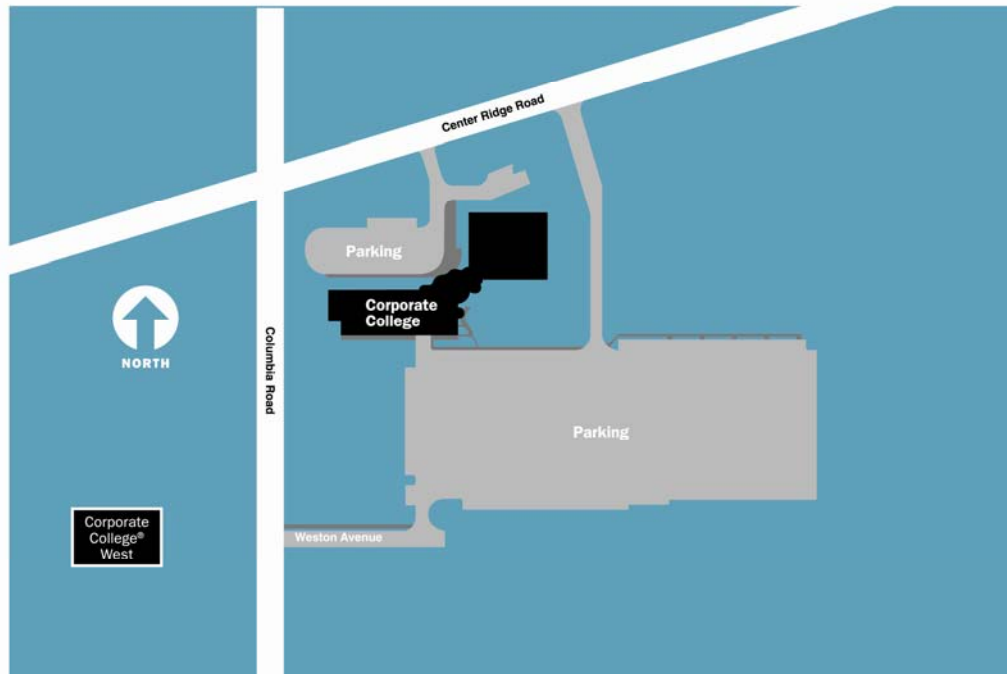 Center Ridge Road
Parking
Corporate
College
NORTH
Columbia Road
Parking
Corporate
College®
West
Weston Avenue